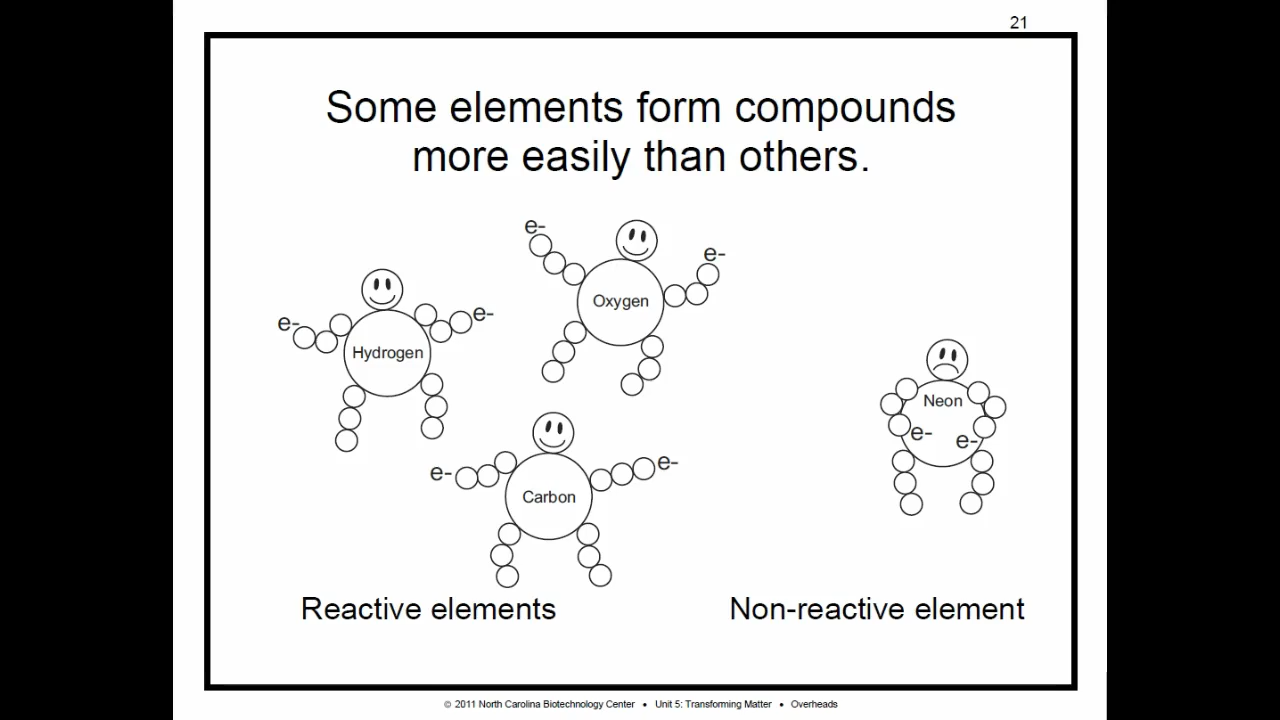 21
Some elements form compounds
more easily than others.
e-
e-
Oxygen
e-
e-
Hydrogen
Neon
e-
e-
e-
e-
Carbon
Reactive elements
Non-reactive element
© 2011 North Carolina Biotechnology Center • Unit 5: Transforming Matter • Overheads